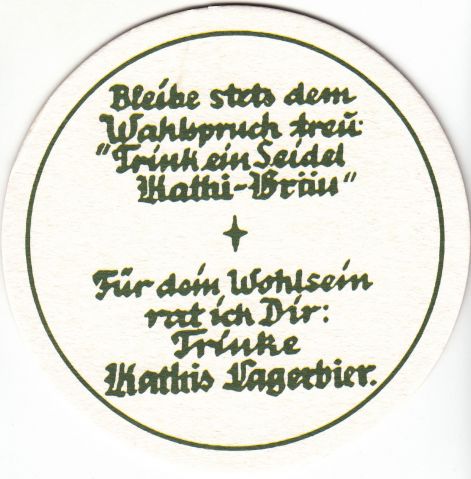 Bleibe stets dem
Wahlspruch treu:
"Trink ein Seidel
Kathi-Bräu"
Für dein Wohlsein
rat ich Dir:
Trinke
Kathis Lagerbier.